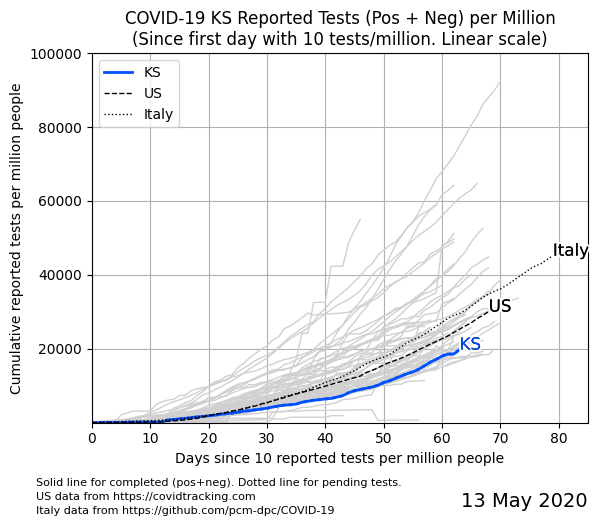 COVID-19 KS Reported Tests (Pos + Neg) per Million
(Since first day with 10 tests/million. Linear scale)
Cumulative reported tests per million people
100000
80000
60000
40000
20000
KS
US
Italy
Italy
US
KS
0 10 20 30 40 50 60 70 80
Days since 10 reported tests per million people
Solid line for completed (pos+neg). Dotted line for pending tests.
US data from https://covidtracking.com
Italy data from https://github.com/pcm-dpc/COVID-19
13 May 2020